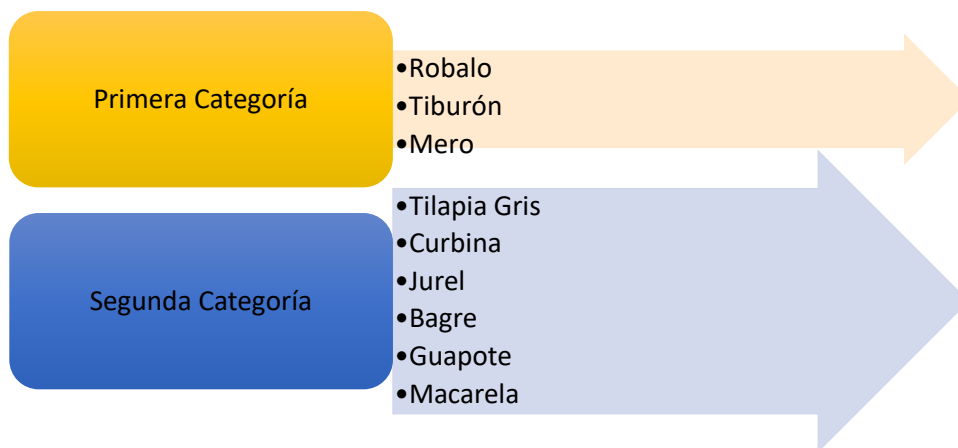 Primera Categoría
•Robalo
•Tiburón
•Mero
Segunda Categoría
•Tilapia Gris
•Curbina
•Jurel
•Bagre
•Guapote
•Macarela